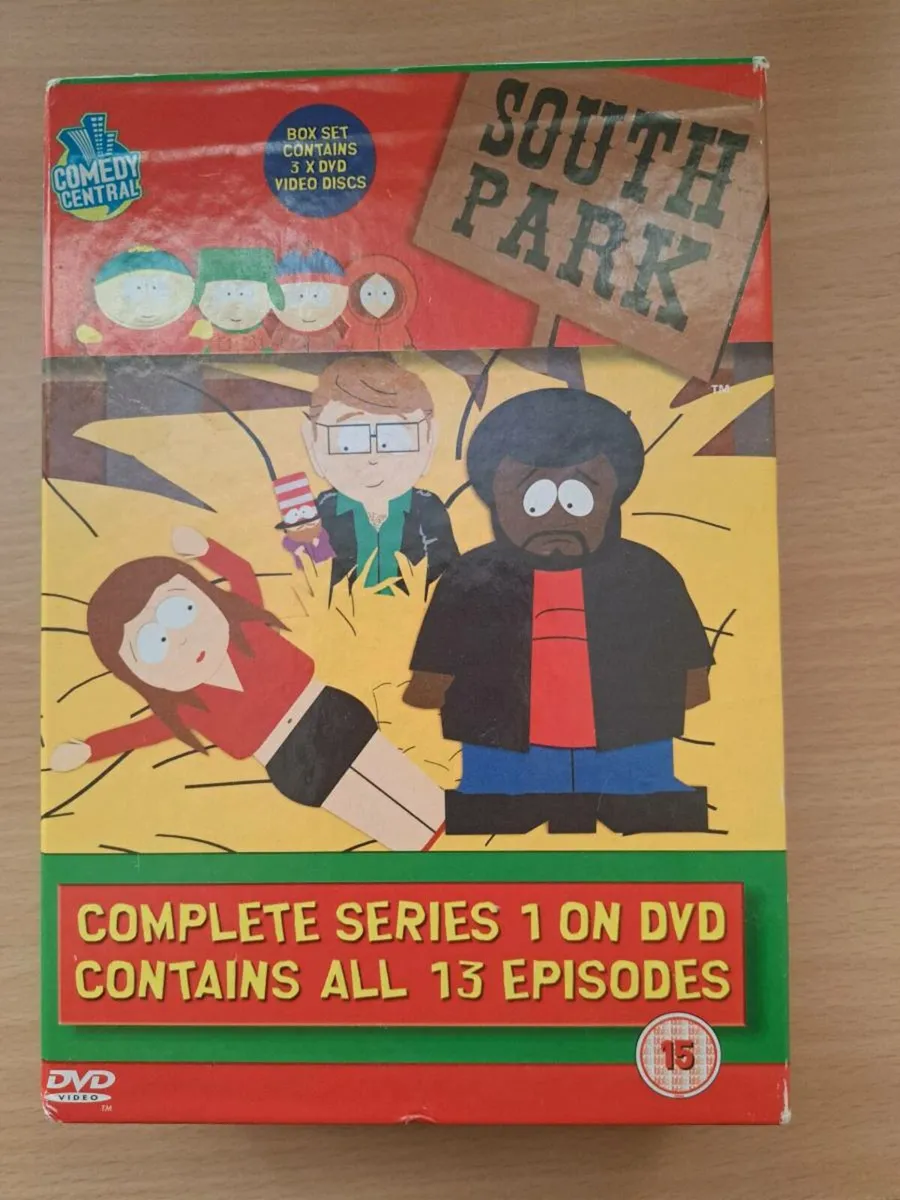 COMEDY
CENTRAL
BOX SET
CONTAINS
3 X DVD
VIDEO DISCS
SOUTH
PARK
TM
COMPLETE SERIES 1 ON DVD
CONTAINS ALL 13 EPISODES
15
DVD
VIDEO
TM